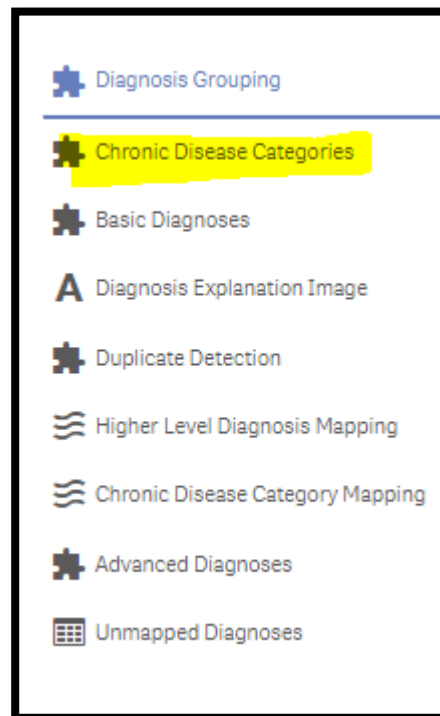 Diagnosis Grouping
Chronic Disease Categories
Basic Diagnoses
A Diagnosis Explanation Image
Duplicate Detection
Higher Level Diagnosis Mapping
Chronic Disease Category Mapping
Advanced Diagnoses
Unmapped Diagnoses